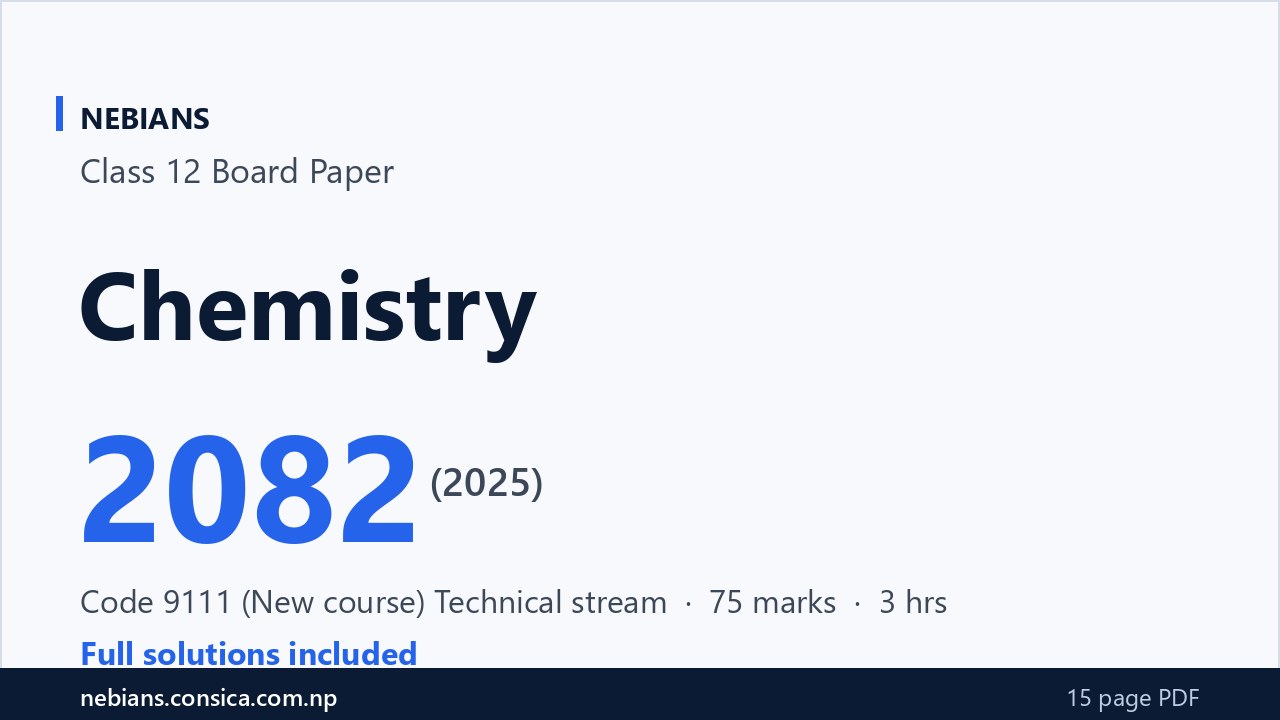 NEBIANS
Class 12 Board Paper
Chemistry
2082 (2025)
Code 9111 (New course) Technical stream · 75 marks · 3 hrs
Full solutions included
nebians.consica.com.np 15 page PDF